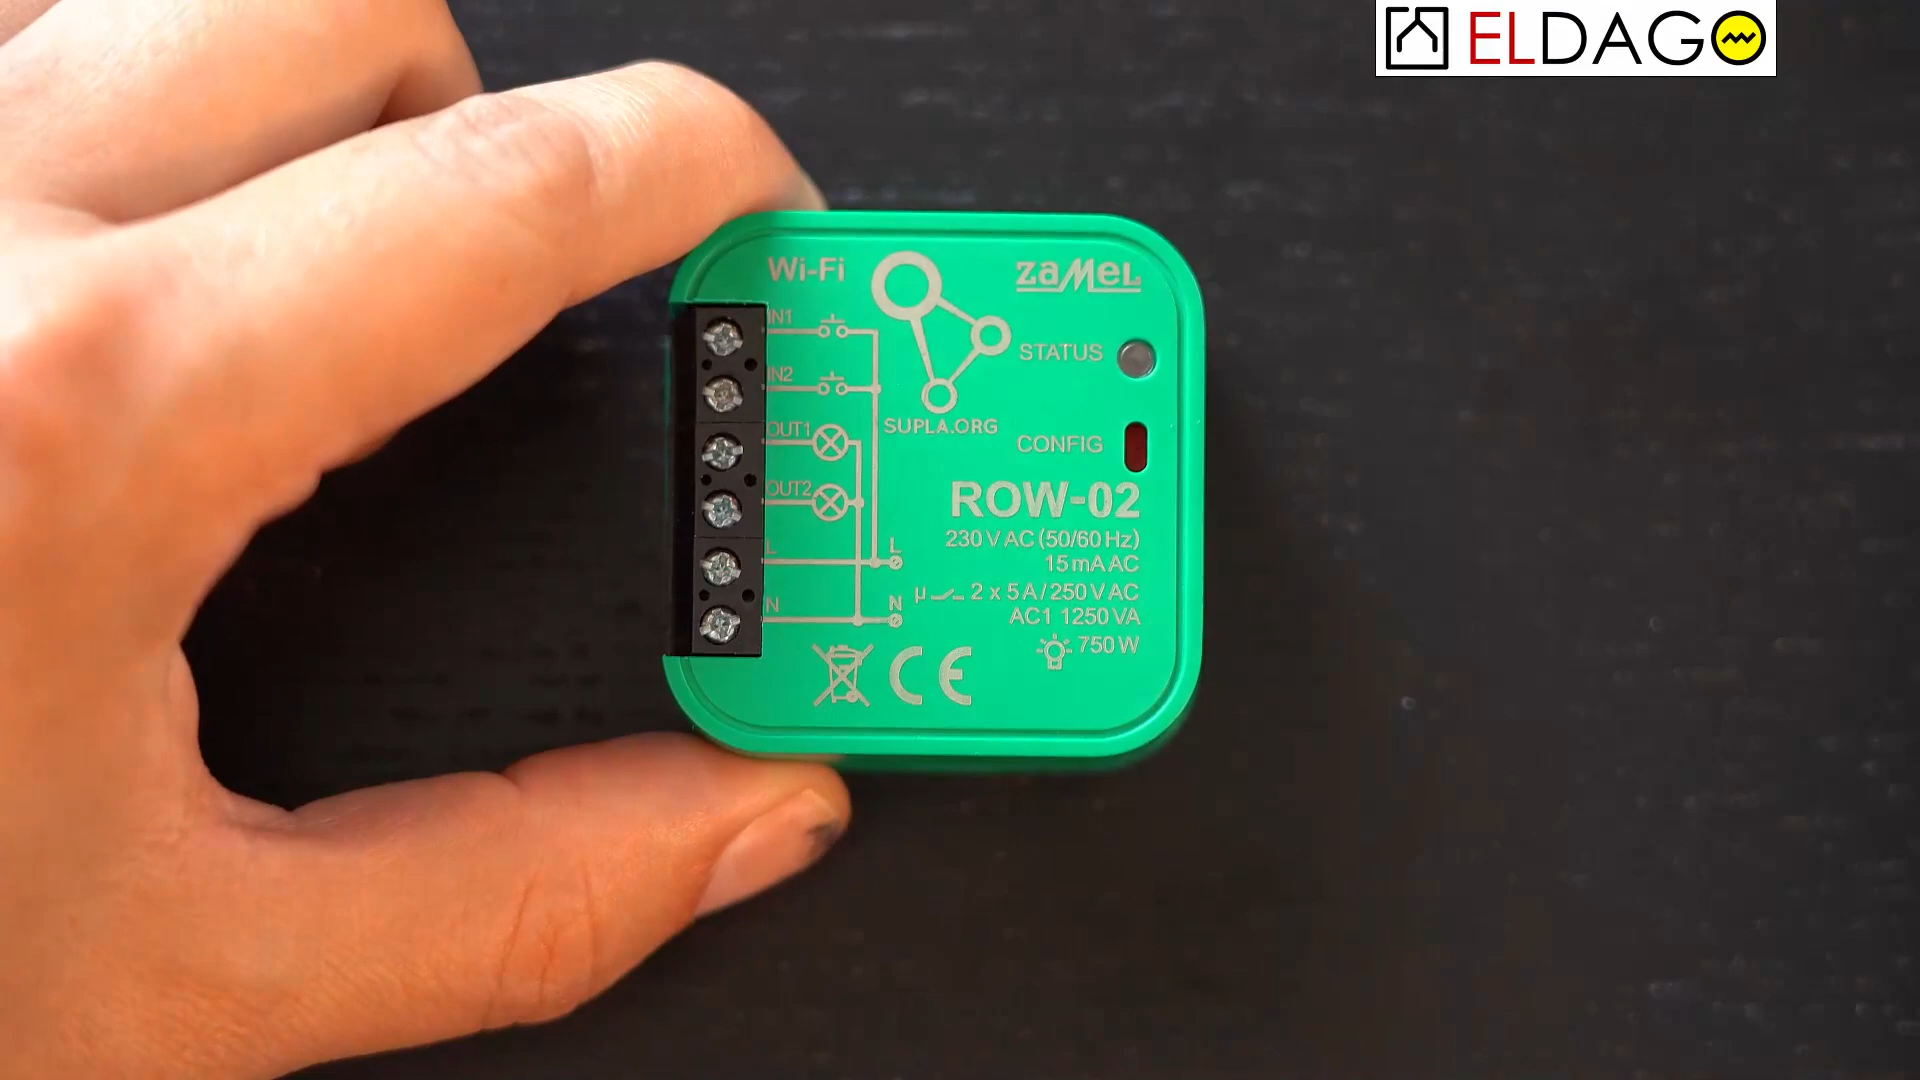 ELDAGO
Wi-Fi
zaMeL
IN1
IN2
OUT1
OUT2
L
L
N
N
SUPLA.ORG
STATUS
CONFIG
ROW-02
230 V AC (50/60 Hz)
15 mA AC
µ 2 x 5 A / 250 V AC
AC1 1250 VA
750 W
CE